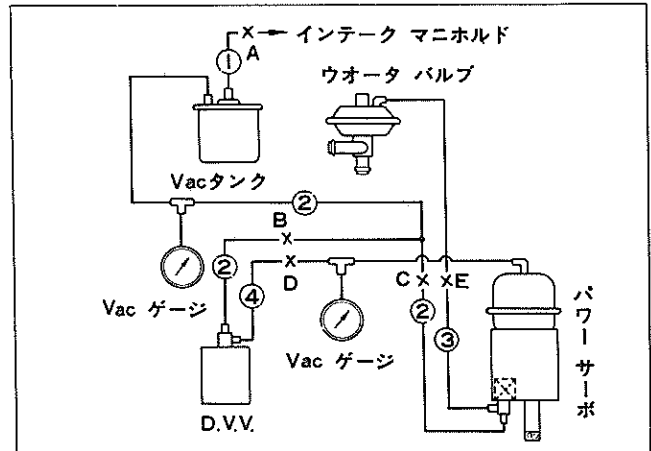 インテーク マニホルド
A
①
ウオータ バルブ
Vacタンク
②
B
②
D
④
C
E
②
③
Vac ゲージ
Vac ゲージ
D.V.V.
パワー サーボ